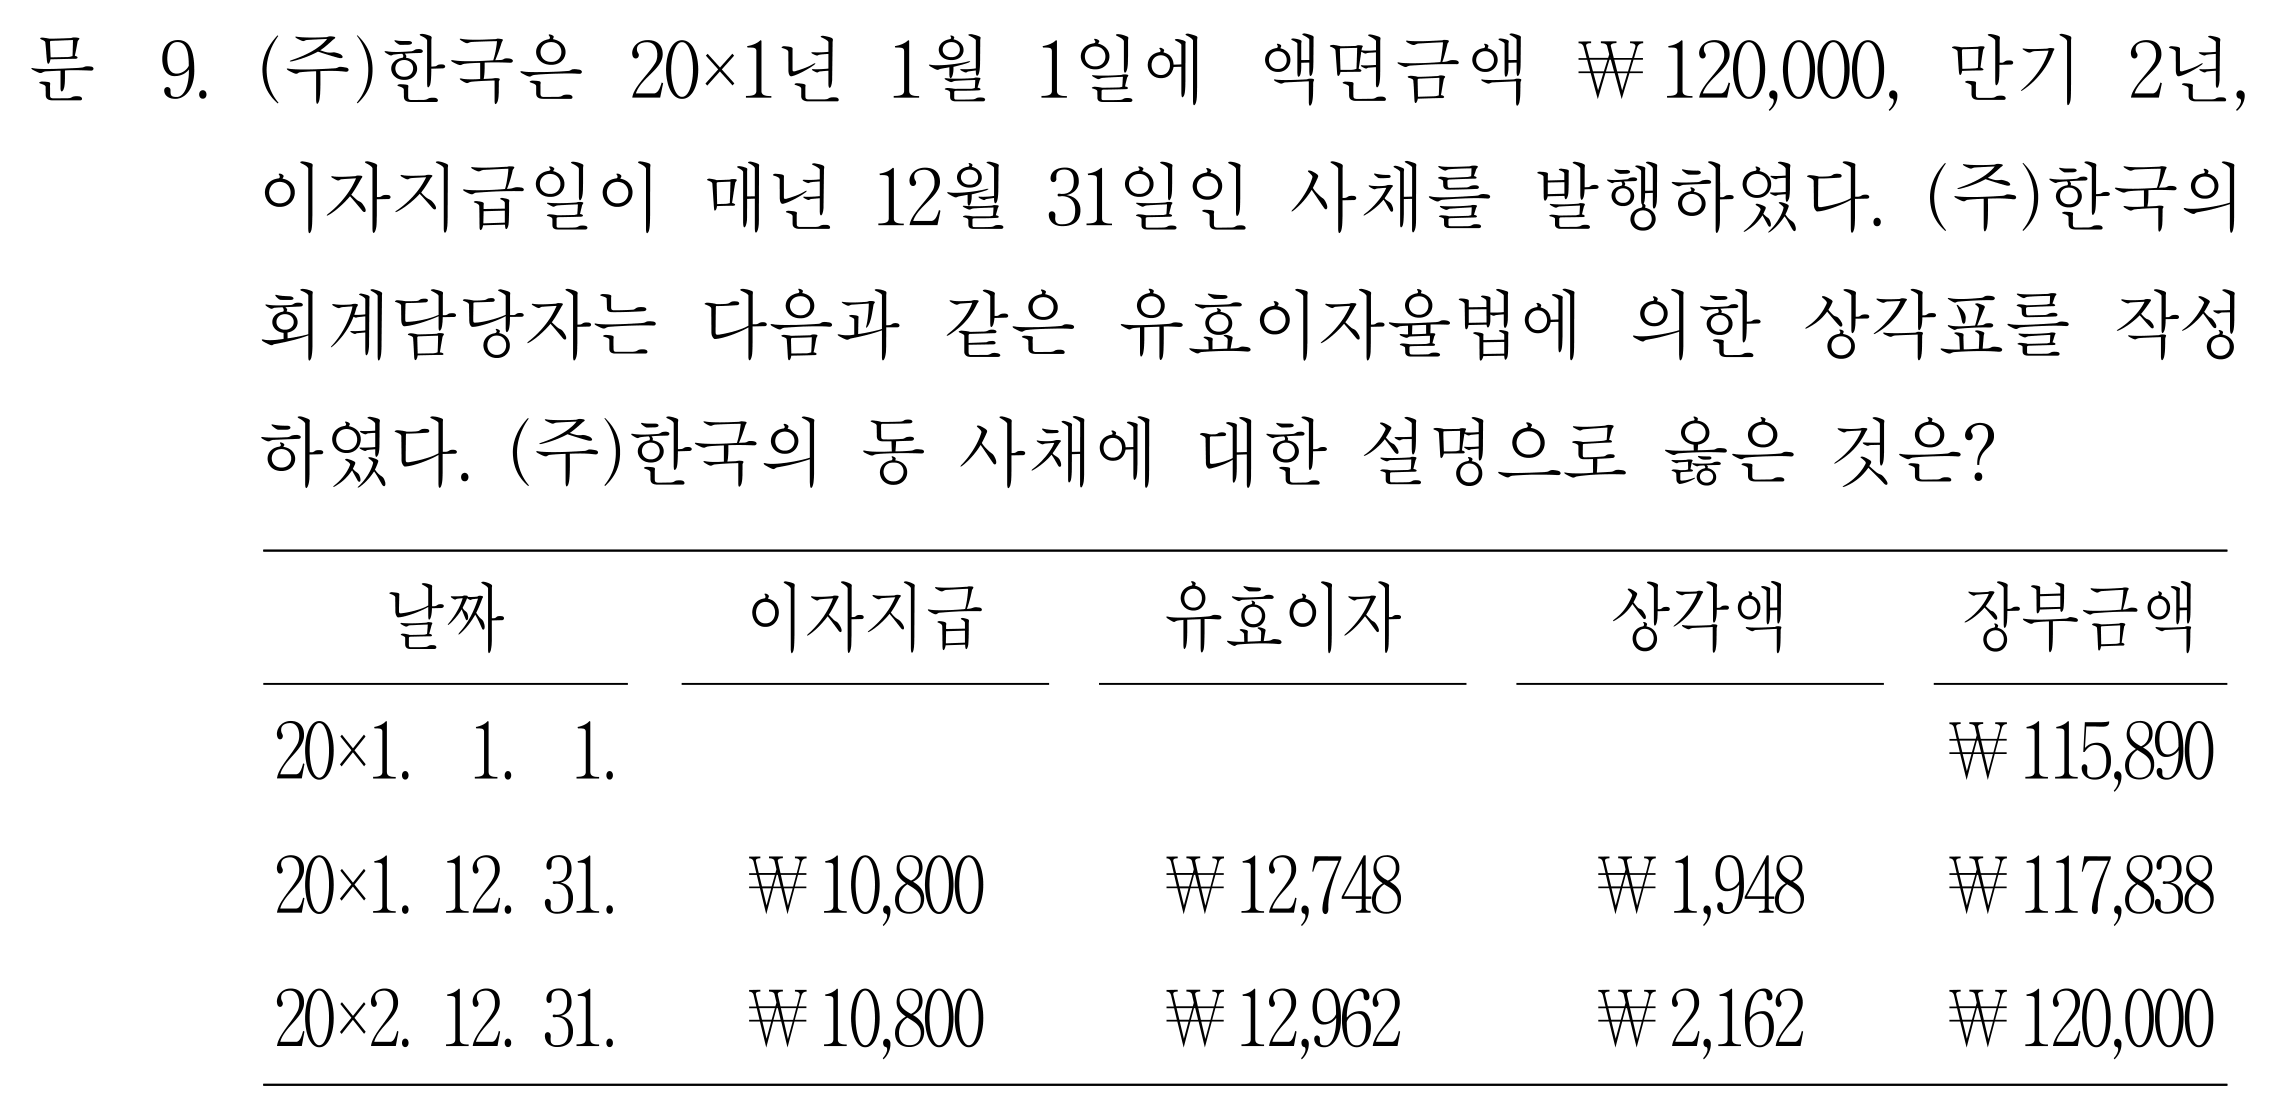 문 9. (주)한국은 20×1년 1월 1일에 액면금액 ₩120,000, 만기 2년,
이자지급일이 매년 12월 31일인 사채를 발행하였다. (주)한국의
회계담당자는 다음과 같은 유효이자율법에 의한 상각표를 작성
하였다. (주)한국의 동 사채에 대한 설명으로 옳은 것은?
날짜 이자지급 유효이자 상각액 장부금액
20×1. 1. 1. ₩115,890
20×1. 12. 31. ₩10,800 ₩12,748 ₩1,948 ₩117,838
20×2. 12. 31. ₩10,800 ₩12,962 ₩2,162 ₩120,000